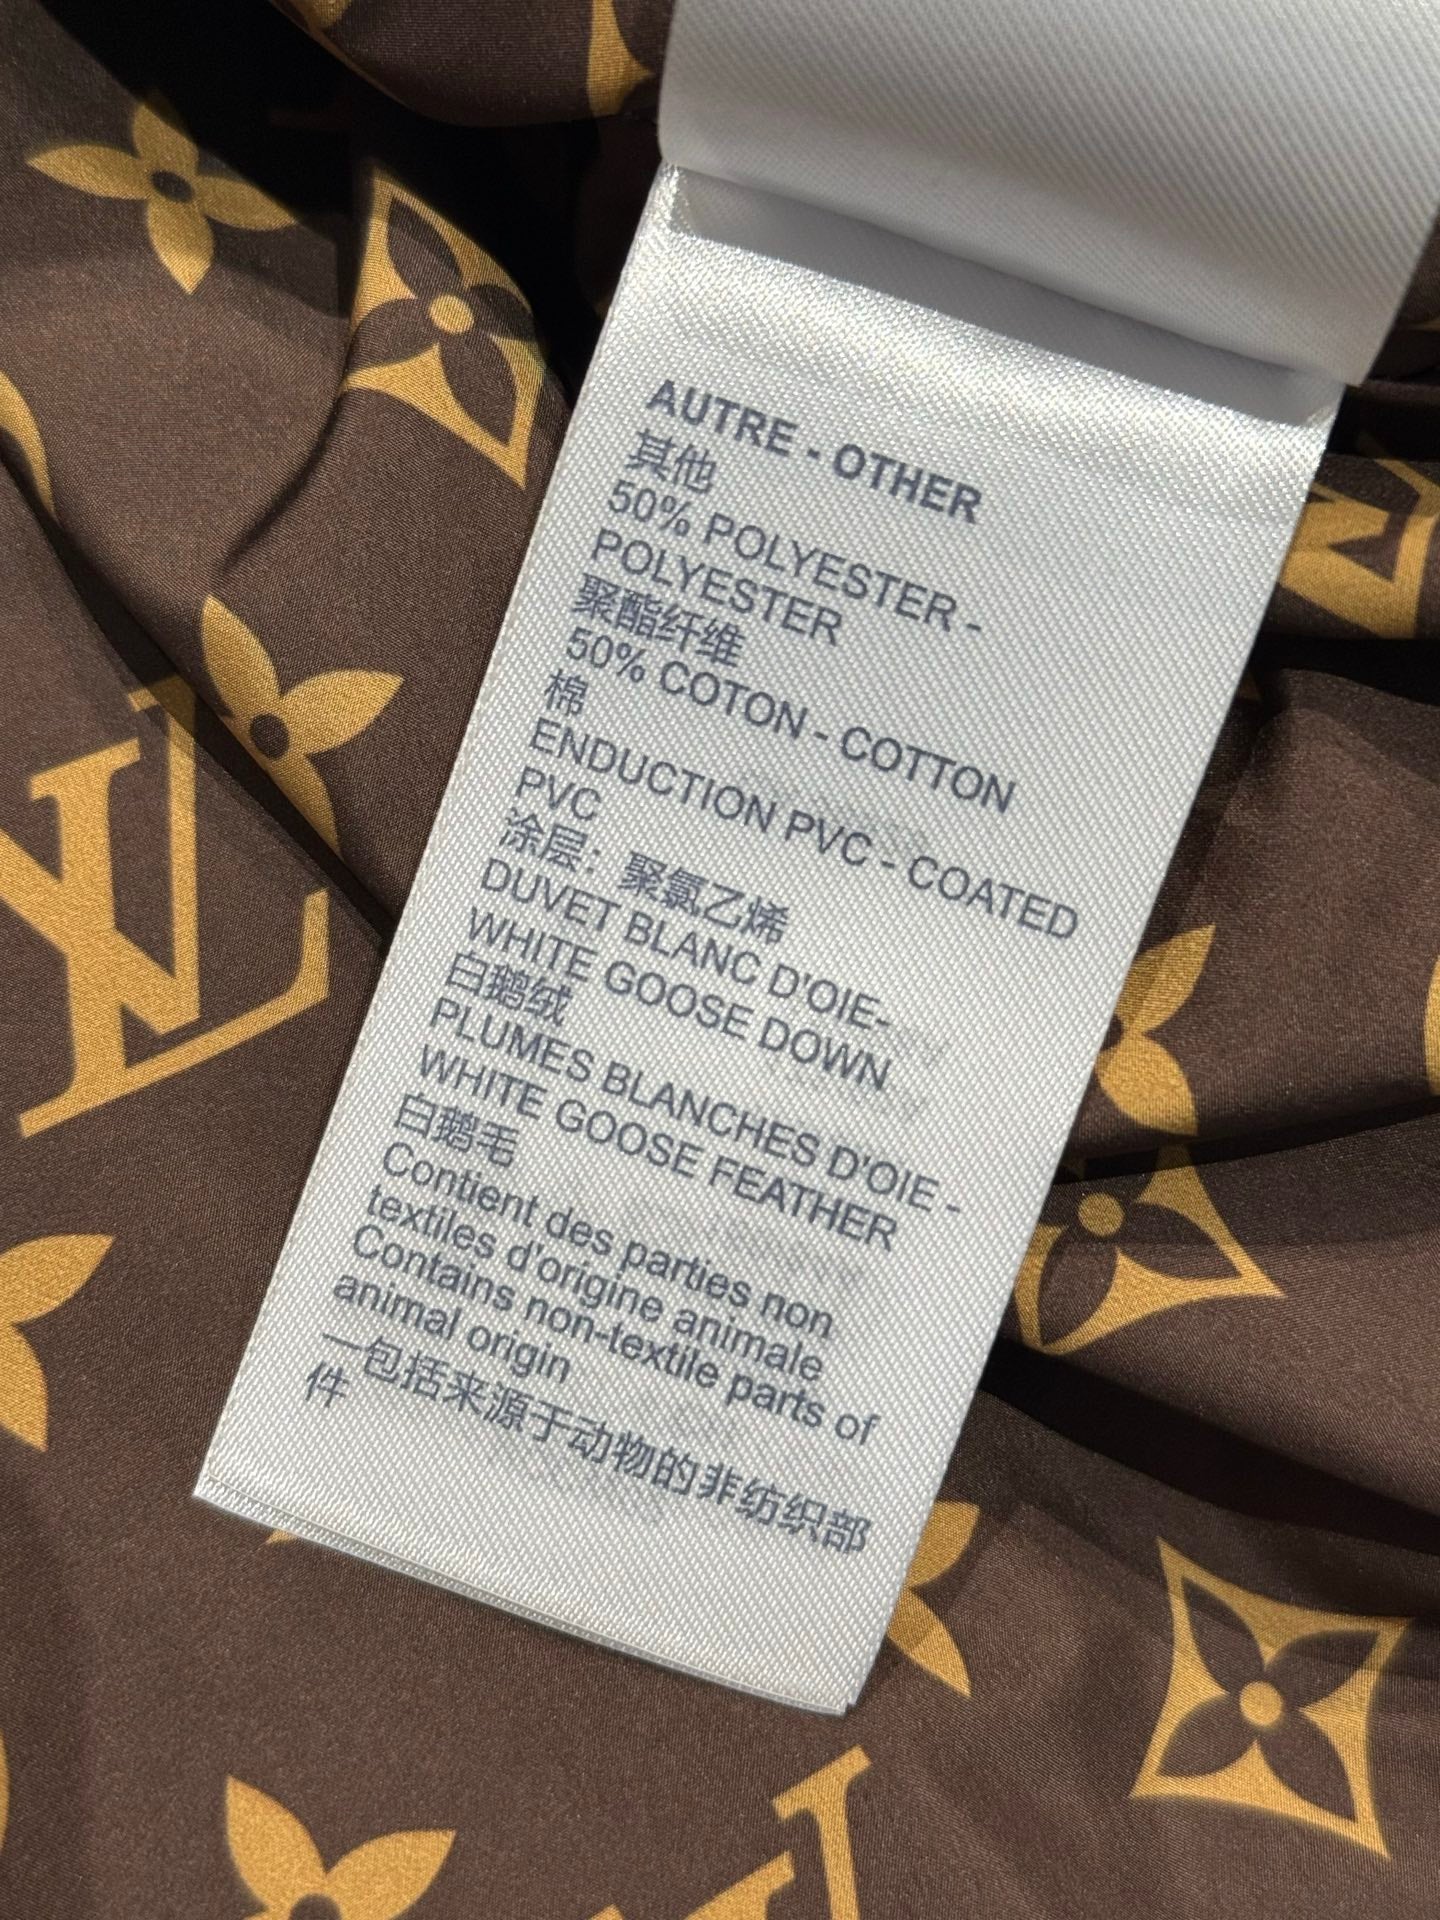 AUTRE - OTHER
其他
50% POLYESTER -
POLYESTER
聚酯纤维
50% COTON - COTTON
棉
ENDUCTION PVC - COATED
PVC
涂层：聚氯乙烯
DUVET BLANC D'OIE-
WHITE GOOSE DOWN
白鹅绒
PLUMES BLANCHES D'OIE -
WHITE GOOSE FEATHER
白鹅毛
Contient des parties non
textiles d'origine animale
Contains non-textile parts of
animal origin
一包括来源于动物的非纺织部
件
LV